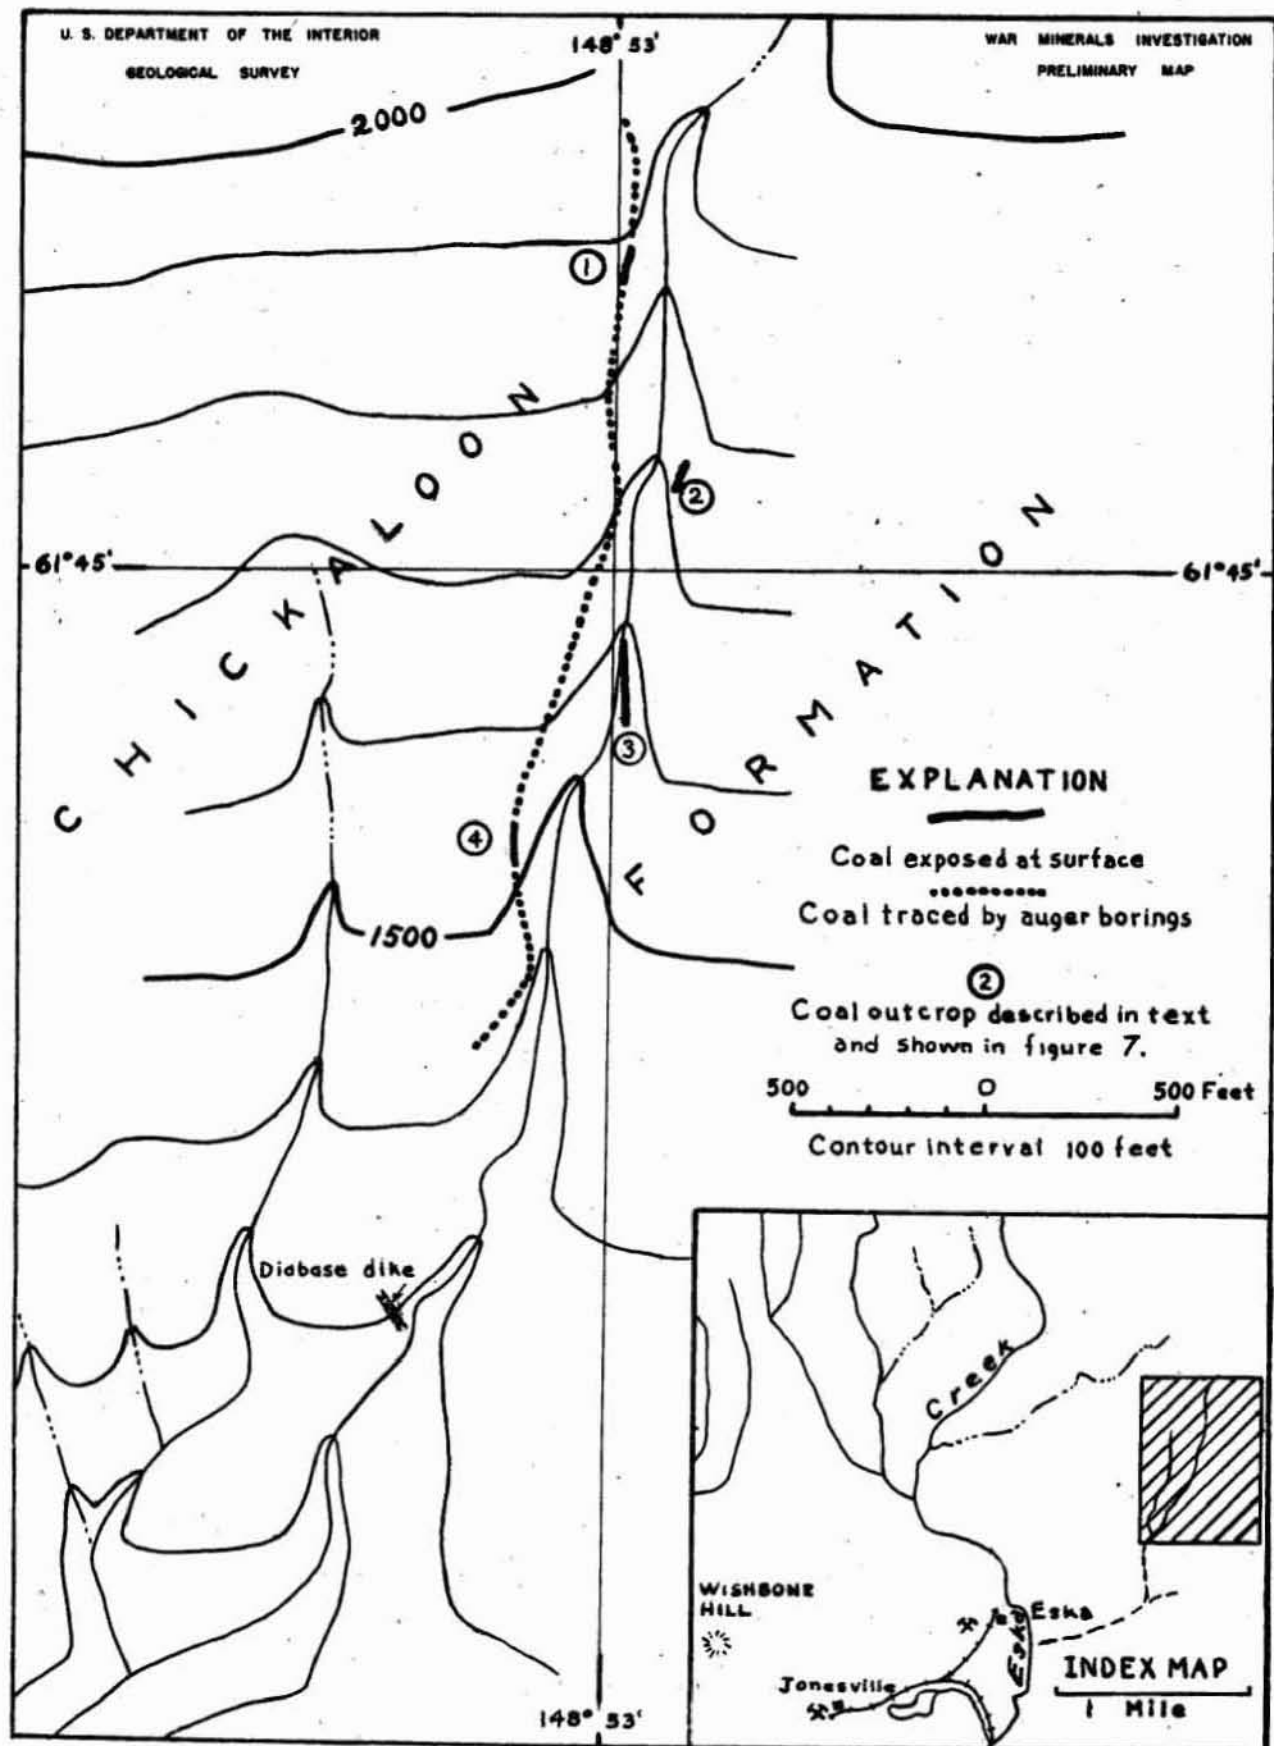 U. S. DEPARTMENT OF THE INTERIOR
GEOLOGICAL SURVEY
148° 53'
WAR MINERALS INVESTIGATION
PRELIMINARY MAP
2000
1
2
61°45'
61°45'
CHICKALOON FORMATION
3
4
1500
EXPLANATION
Coal exposed at surface
Coal traced by auger borings
2
Coal outcrop described in text
and shown in figure 7.
500 0 500 Feet
Contour interval 100 feet
Diabase dike
Creek
WISHBONE
HILL
Eska
Eska
Jonesville
INDEX MAP
1 Mile
148° 53'